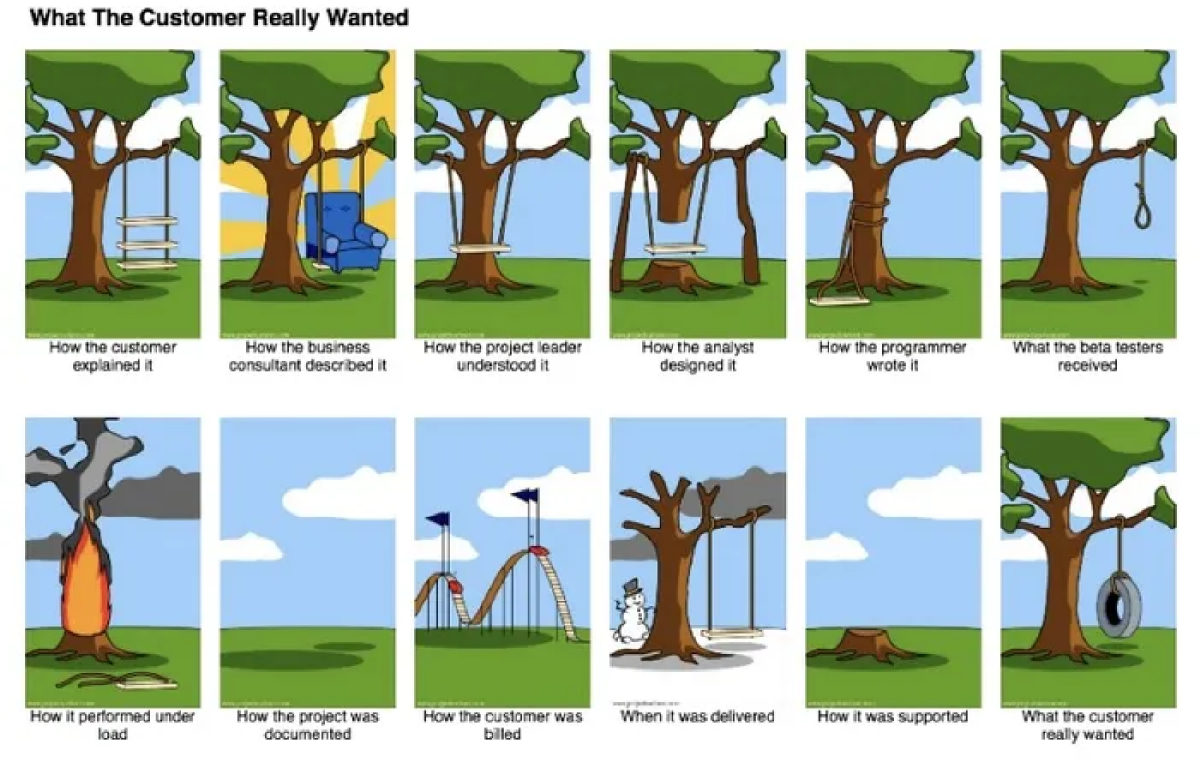 What The Customer Really Wanted
How the customer
explained it
How the business
consultant described it
How the project leader
understood it
How the analyst
designed it
How the programmer
wrote it
What the beta testers
received
How it performed under
load
How the project was
documented
How the customer was
billed
When it was delivered
How it was supported
What the customer
really wanted